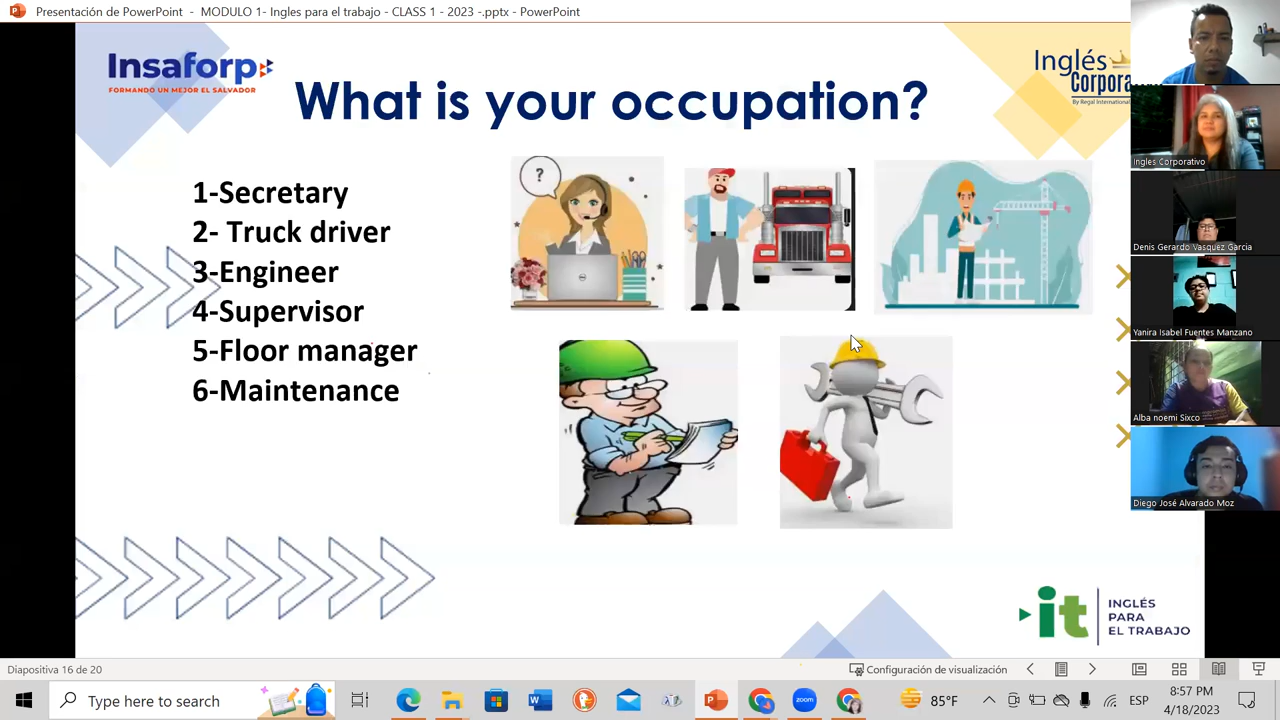 Presentación de PowerPoint - MODULO 1- Ingles para el trabajo - CLASS 1 - 2023 -.pptx - PowerPoint
Insaforp
FORMANDO UN MEJOR EL SALVADOR
What is your occupation?
Inglés
Corpora
By Regal International
1-Secretary
2- Truck driver
3-Engineer
4-Supervisor
5-Floor manager
6-Maintenance
?
DELL
Ingles Corporativo
Denis Gerardo Vasquez Garcia
Yanira Isabel Fuentes Manzano
Alba noemi Sixco
Diego José Alvarado Moz
it
INGLÉS
PARA
EL TRABAJO
Diapositiva 16 de 20
Configuración de visualización
Type here to search
zoom
85°F
ESP
8:57 PM
4/18/2023